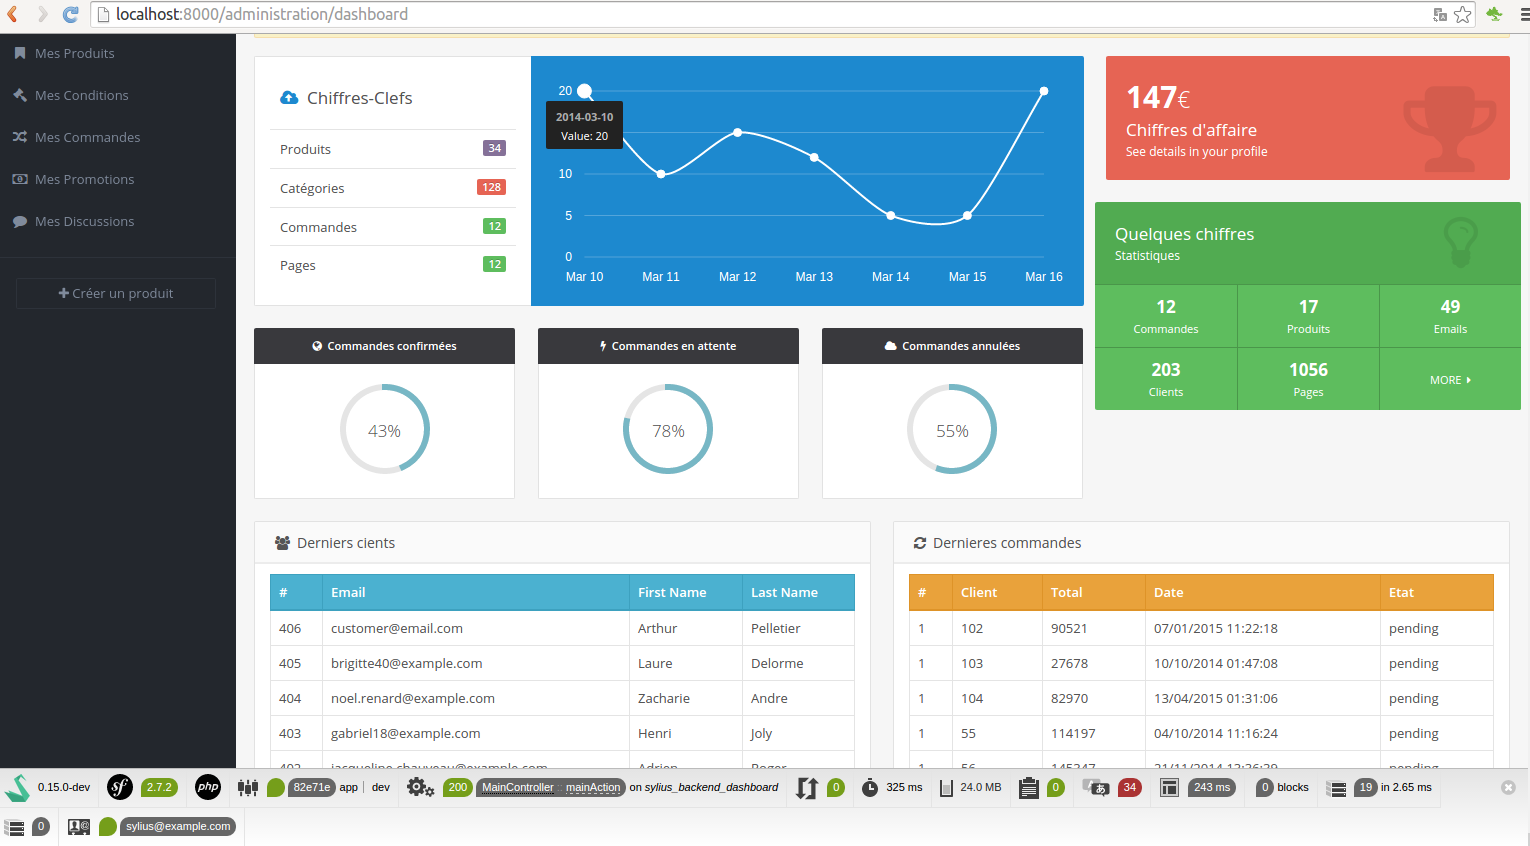 localhost:8000/administration/dashboard
Mes Produits
Mes Conditions
Mes Commandes
Mes Promotions
Mes Discussions
Créer un produit
Chiffres-Clefs
Produits 34
Catégories 128
Commandes 12
Pages 12
20
10
5
0
2014-03-10
Value: 20
Mar 10 Mar 11 Mar 12 Mar 13 Mar 14 Mar 15 Mar 16
147€
Chiffres d'affaire
See details in your profile
Quelques chiffres
Statistiques
12 17 49
Commandes Produits Emails
203 1056
Clients Pages MORE
Commandes confirmées
43%
Commandes en attente
78%
Commandes annulées
55%
Derniers cients
# Email First Name Last Name
406 customer@email.com Arthur Pelletier
405 brigitte40@example.com Laure Delorme
404 noel.renard@example.com Zacharie Andre
403 gabriel18@example.com Henri Joly
Dernieres commandes
# Client Total Date Etat
1 102 90521 07/01/2015 11:22:18 pending
1 103 27678 10/10/2014 01:47:08 pending
1 104 82970 13/04/2015 01:31:06 pending
1 55 114197 04/10/2014 11:16:24 pending
0.15.0-dev sf 2.7.2 php 82e71e app dev 200 MainController :: mainAction on sylius_backend_dashboard 0 325 ms 24.0 MB 0 34 243 ms 0 blocks 19 in 2.65 ms
0 sylius@example.com